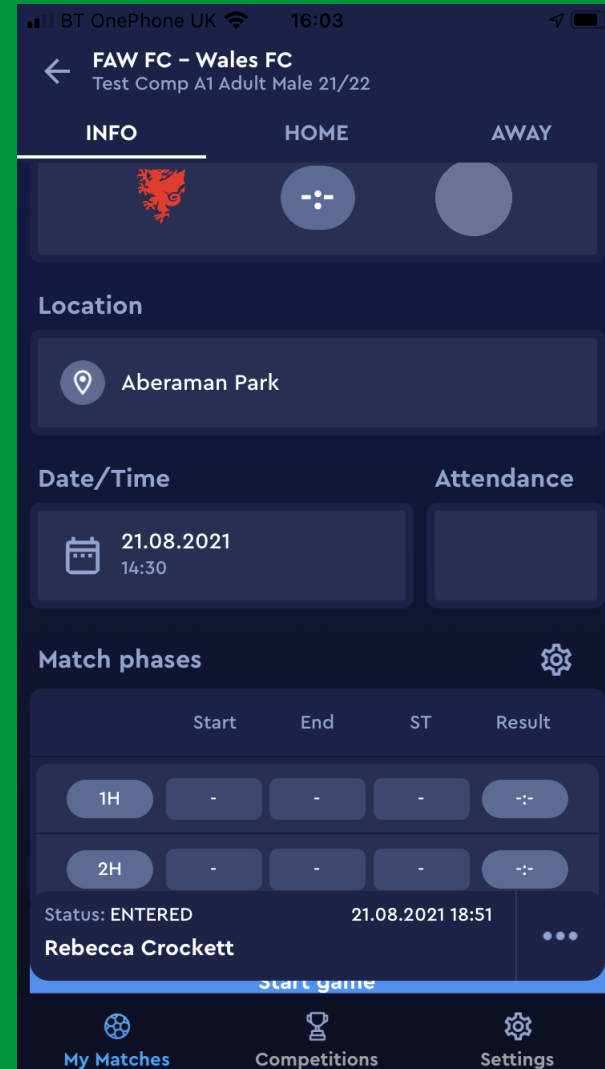 BT OnePhone UK 16:03
FAW FC – Wales FC
Test Comp A1 Adult Male 21/22
INFO HOME AWAY
-:-
Location
Aberaman Park
Date/Time Attendance
21.08.2021
14:30
Match phases
Start End ST Result
1H - - - -:-
2H - - - -:-
Status: ENTERED 21.08.2021 18:51
Rebecca Crockett
Start game
My Matches Competitions Settings